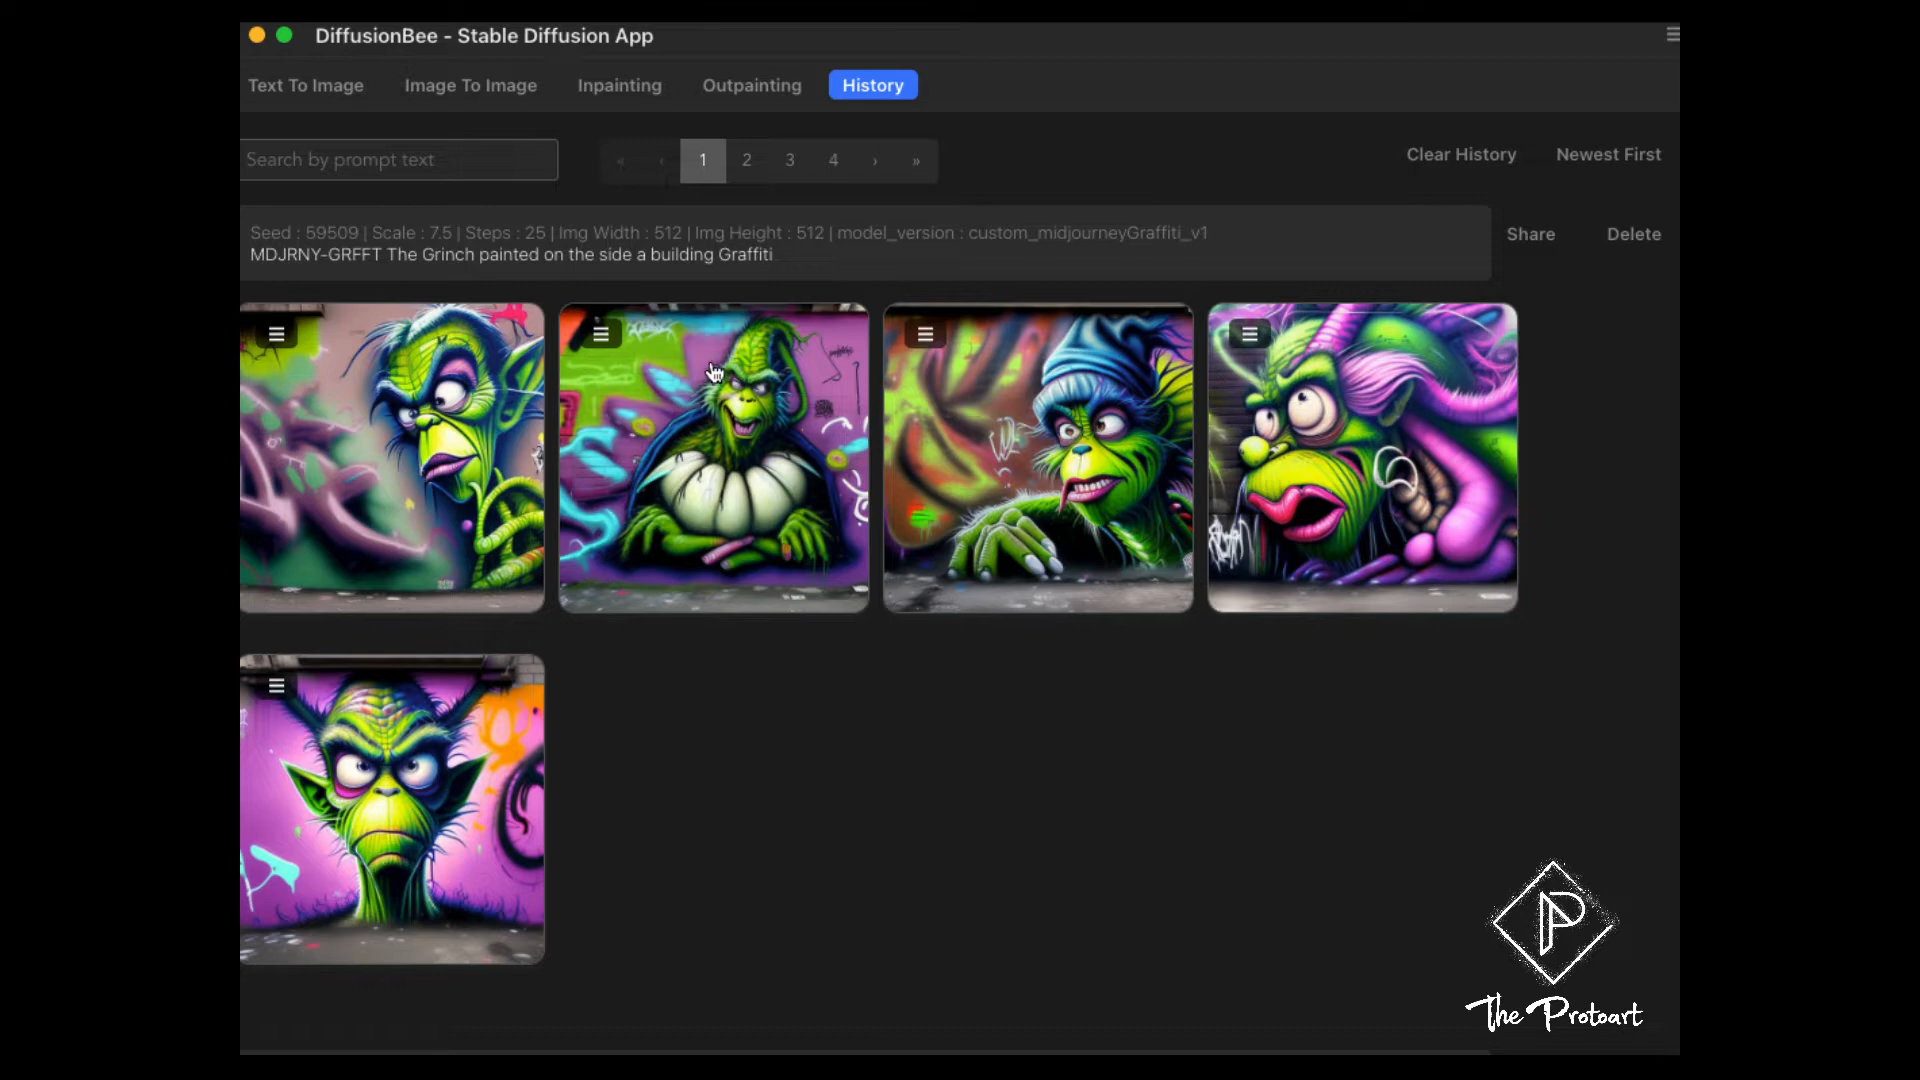 DiffusionBee - Stable Diffusion App
Text To Image Image To Image Inpainting Outpainting History
Search by prompt text « ‹ 1 2 3 4 › » Clear History Newest First
Seed : 59509 | Scale : 7.5 | Steps : 25 | Img Width : 512 | Img Height : 512 | model_version : custom_midjourneyGraffiti_v1
MDJRNY-GRFFT The Grinch painted on the side a building Graffiti
Share Delete
The Protoart